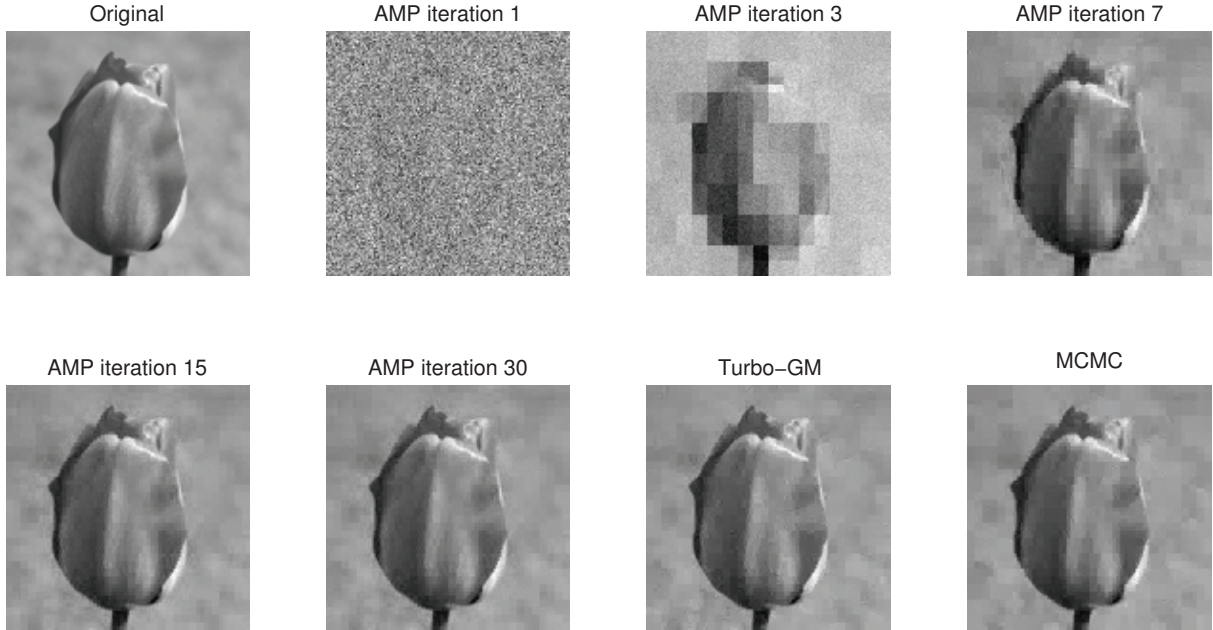 Original
AMP iteration 1
AMP iteration 3
AMP iteration 7
AMP iteration 15
AMP iteration 30
Turbo−GM
MCMC